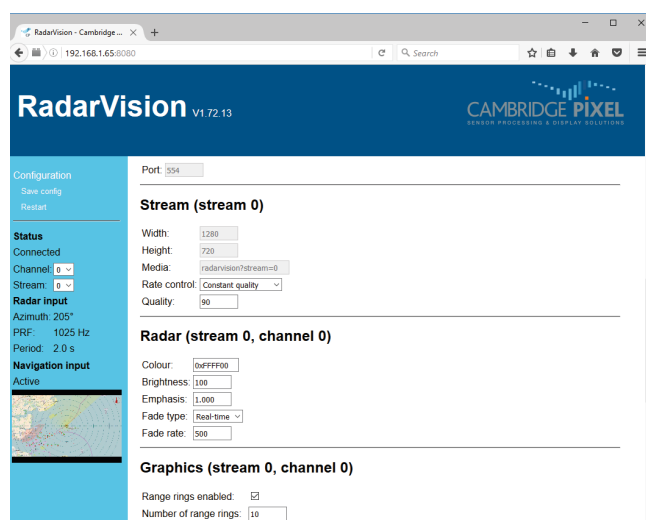 RadarVision - Cambridge ...
192.168.1.65:8080
Search
RadarVision V1.72.13
CAMBRIDGE PIXEL
SENSOR PROCESSING & DISPLAY SOLUTIONS
Configuration
Save config
Restart
Status
Connected
Channel: 0
Stream: 0
Radar input
Azimuth: 205°
PRF: 1025 Hz
Period: 2.0 s
Navigation input
Active
Port: 554
Stream (stream 0)
Width: 1280
Height: 720
Media: radarvision?stream=0
Rate control: Constant quality
Quality: 90
Radar (stream 0, channel 0)
Colour: 0xFFFF00
Brightness: 100
Emphasis: 1.000
Fade type: Real-time
Fade rate: 500
Graphics (stream 0, channel 0)
Range rings enabled:
Number of range rings: 10